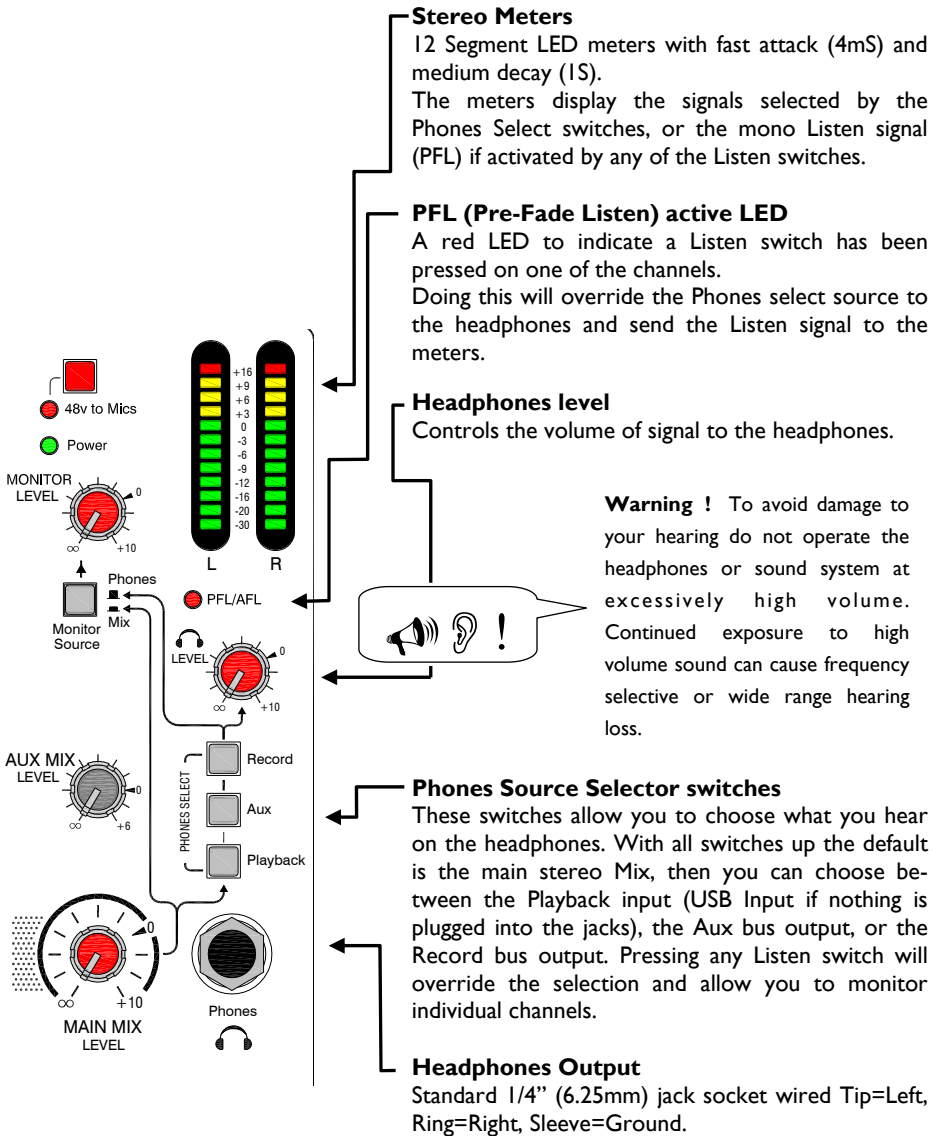 Stereo Meters
12 Segment LED meters with fast attack (4mS) and
medium decay (1S).
The meters display the signals selected by the
Phones Select switches, or the mono Listen signal
(PFL) if activated by any of the Listen switches.
PFL (Pre-Fade Listen) active LED
A red LED to indicate a Listen switch has been
pressed on one of the channels.
Doing this will override the Phones select source to
the headphones and send the Listen signal to the
meters.
Headphones level
Controls the volume of signal to the headphones.
Warning ! To avoid damage to
your hearing do not operate the
headphones or sound system at
excessively high volume.
Continued exposure to high
volume sound can cause frequency
selective or wide range hearing
loss.
!
Phones Source Selector switches
These switches allow you to choose what you hear
on the headphones. With all switches up the default
is the main stereo Mix, then you can choose be-
tween the Playback input (USB Input if nothing is
plugged into the jacks), the Aux bus output, or the
Record bus output. Pressing any Listen switch will
override the selection and allow you to monitor
individual channels.
Headphones Output
Standard 1/4” (6.25mm) jack socket wired Tip=Left,
Ring=Right, Sleeve=Ground.
48v to Mics
Power
MONITOR
LEVEL
0
∞ +10
Phones
Mix
Monitor
Source
+16
+9
+6
+3
0
-3
-6
-9
-12
-16
-20
-30
L R
PFL/AFL
LEVEL
0
∞ +10
PHONES SELECT
Record
Aux
Playback
AUX MIX
LEVEL
0
∞ +6
0
∞ +10
MAIN MIX
LEVEL
Phones